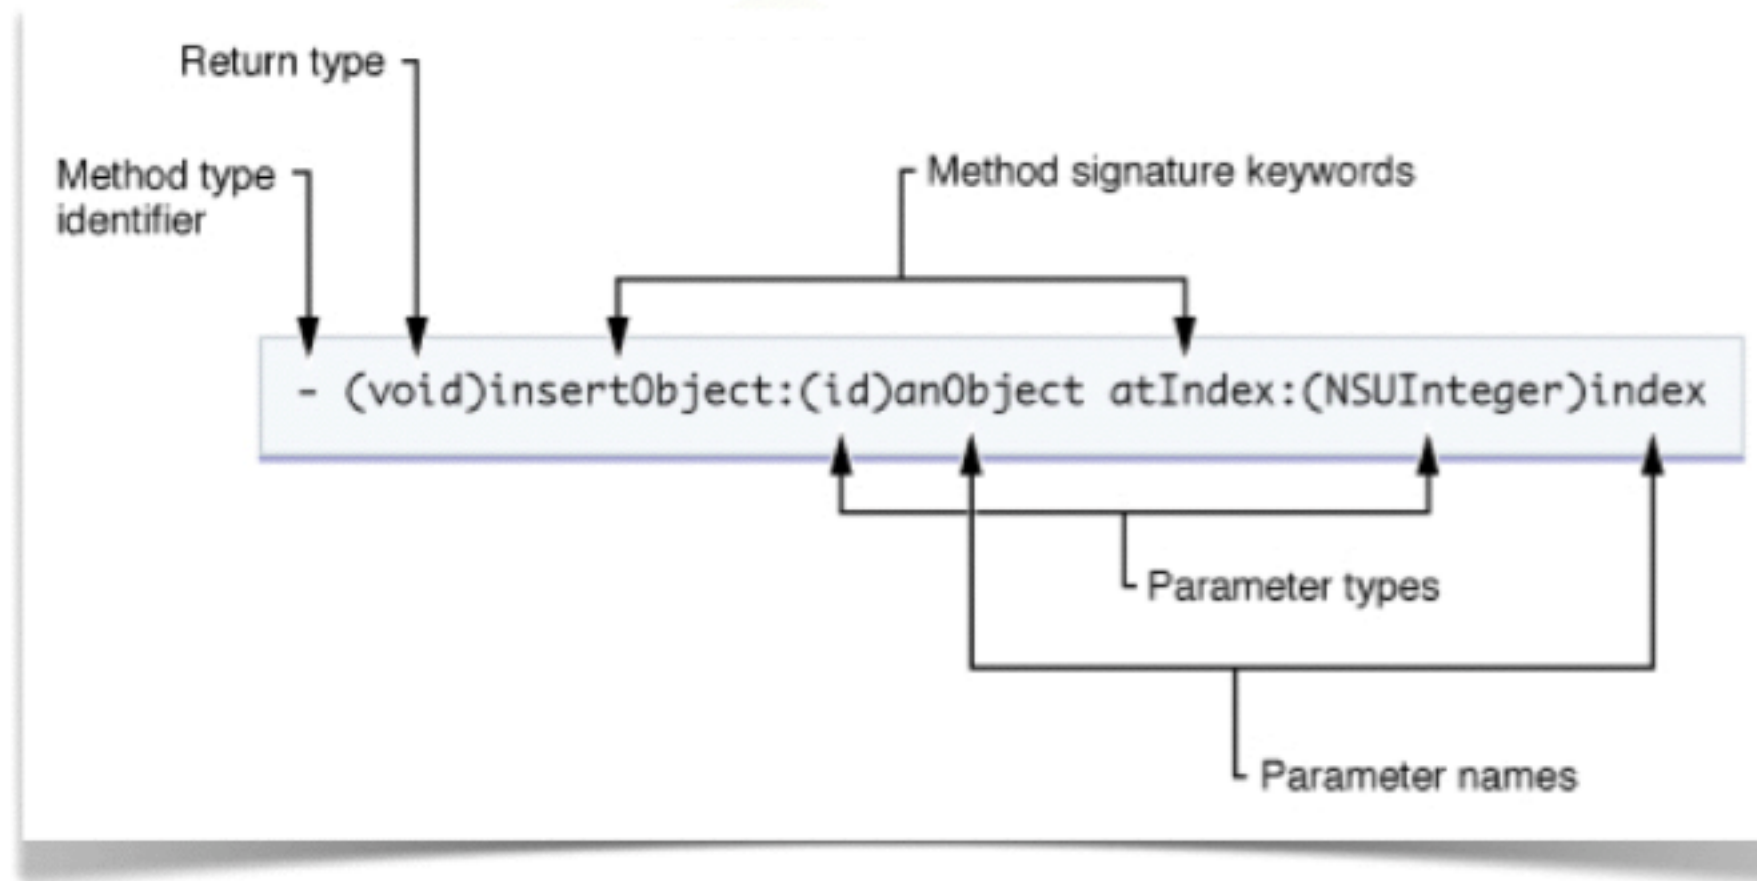 Return type
Method type
identifier
Method signature keywords
- (void)insertObject:(id)anObject atIndex:(NSUInteger)index
Parameter types
Parameter names